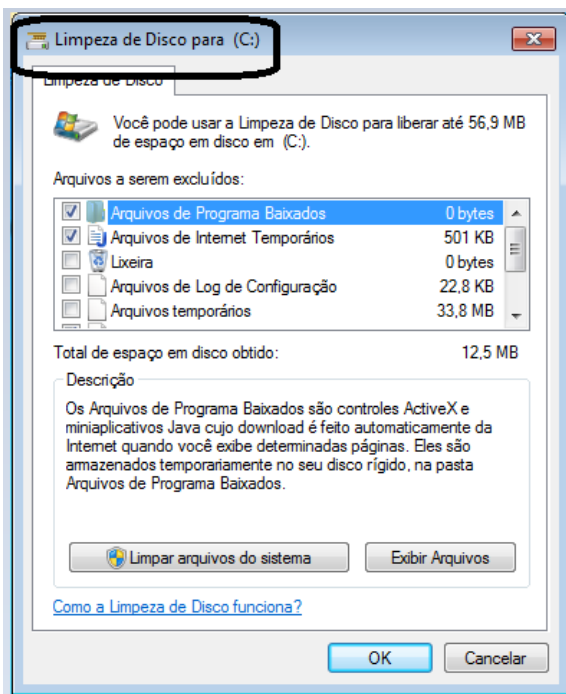 Limpeza de Disco para (C:)
Limpeza de Disco
Você pode usar a Limpeza de Disco para liberar até 56,9 MB
de espaço em disco em (C:).
Arquivos a serem excluídos:
Arquivos de Programa Baixados 0 bytes
Arquivos de Internet Temporários 501 KB
Lixeira 0 bytes
Arquivos de Log de Configuração 22,8 KB
Arquivos temporários 33,8 MB
Total de espaço em disco obtido: 12,5 MB
Descrição
Os Arquivos de Programa Baixados são controles ActiveX e
miniaplicativos Java cujo download é feito automaticamente da
Internet quando você exibe determinadas páginas. Eles são
armazenados temporariamente no seu disco rígido, na pasta
Arquivos de Programa Baixados.
Limpar arquivos do sistema Exibir Arquivos
Como a Limpeza de Disco funciona?
OK Cancelar